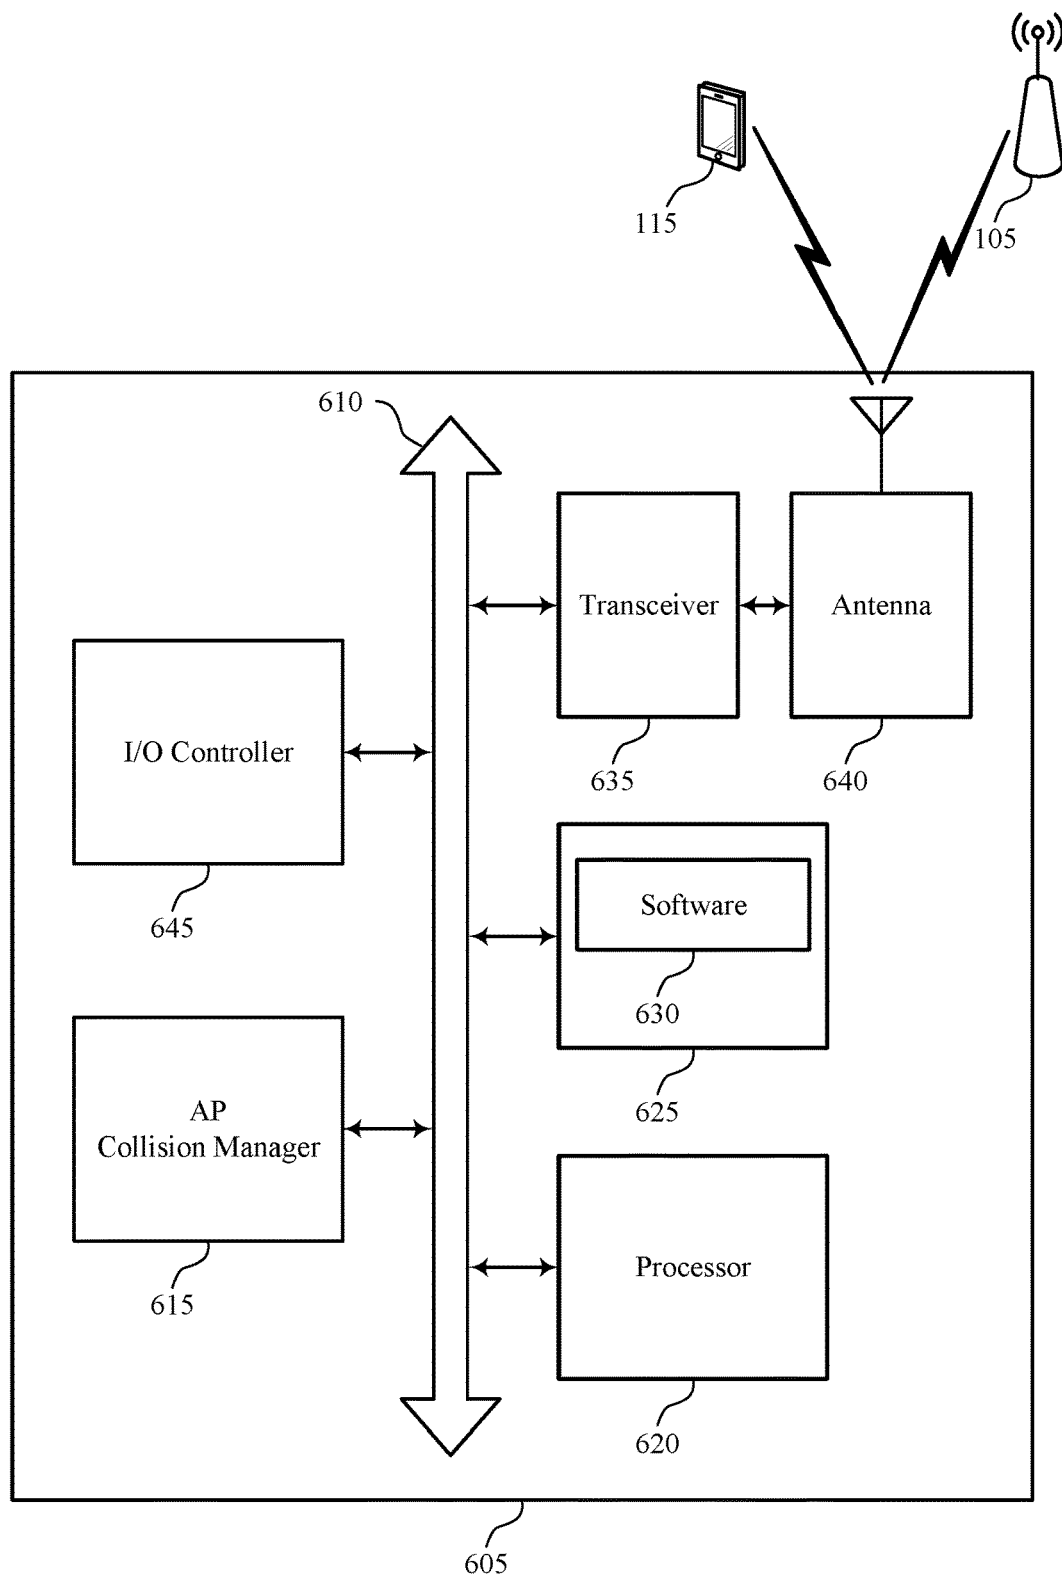 115
105
610
Transceiver
Antenna
635
640
I/O Controller
645
Software
630
625
AP
Collision Manager
615
Processor
620
605